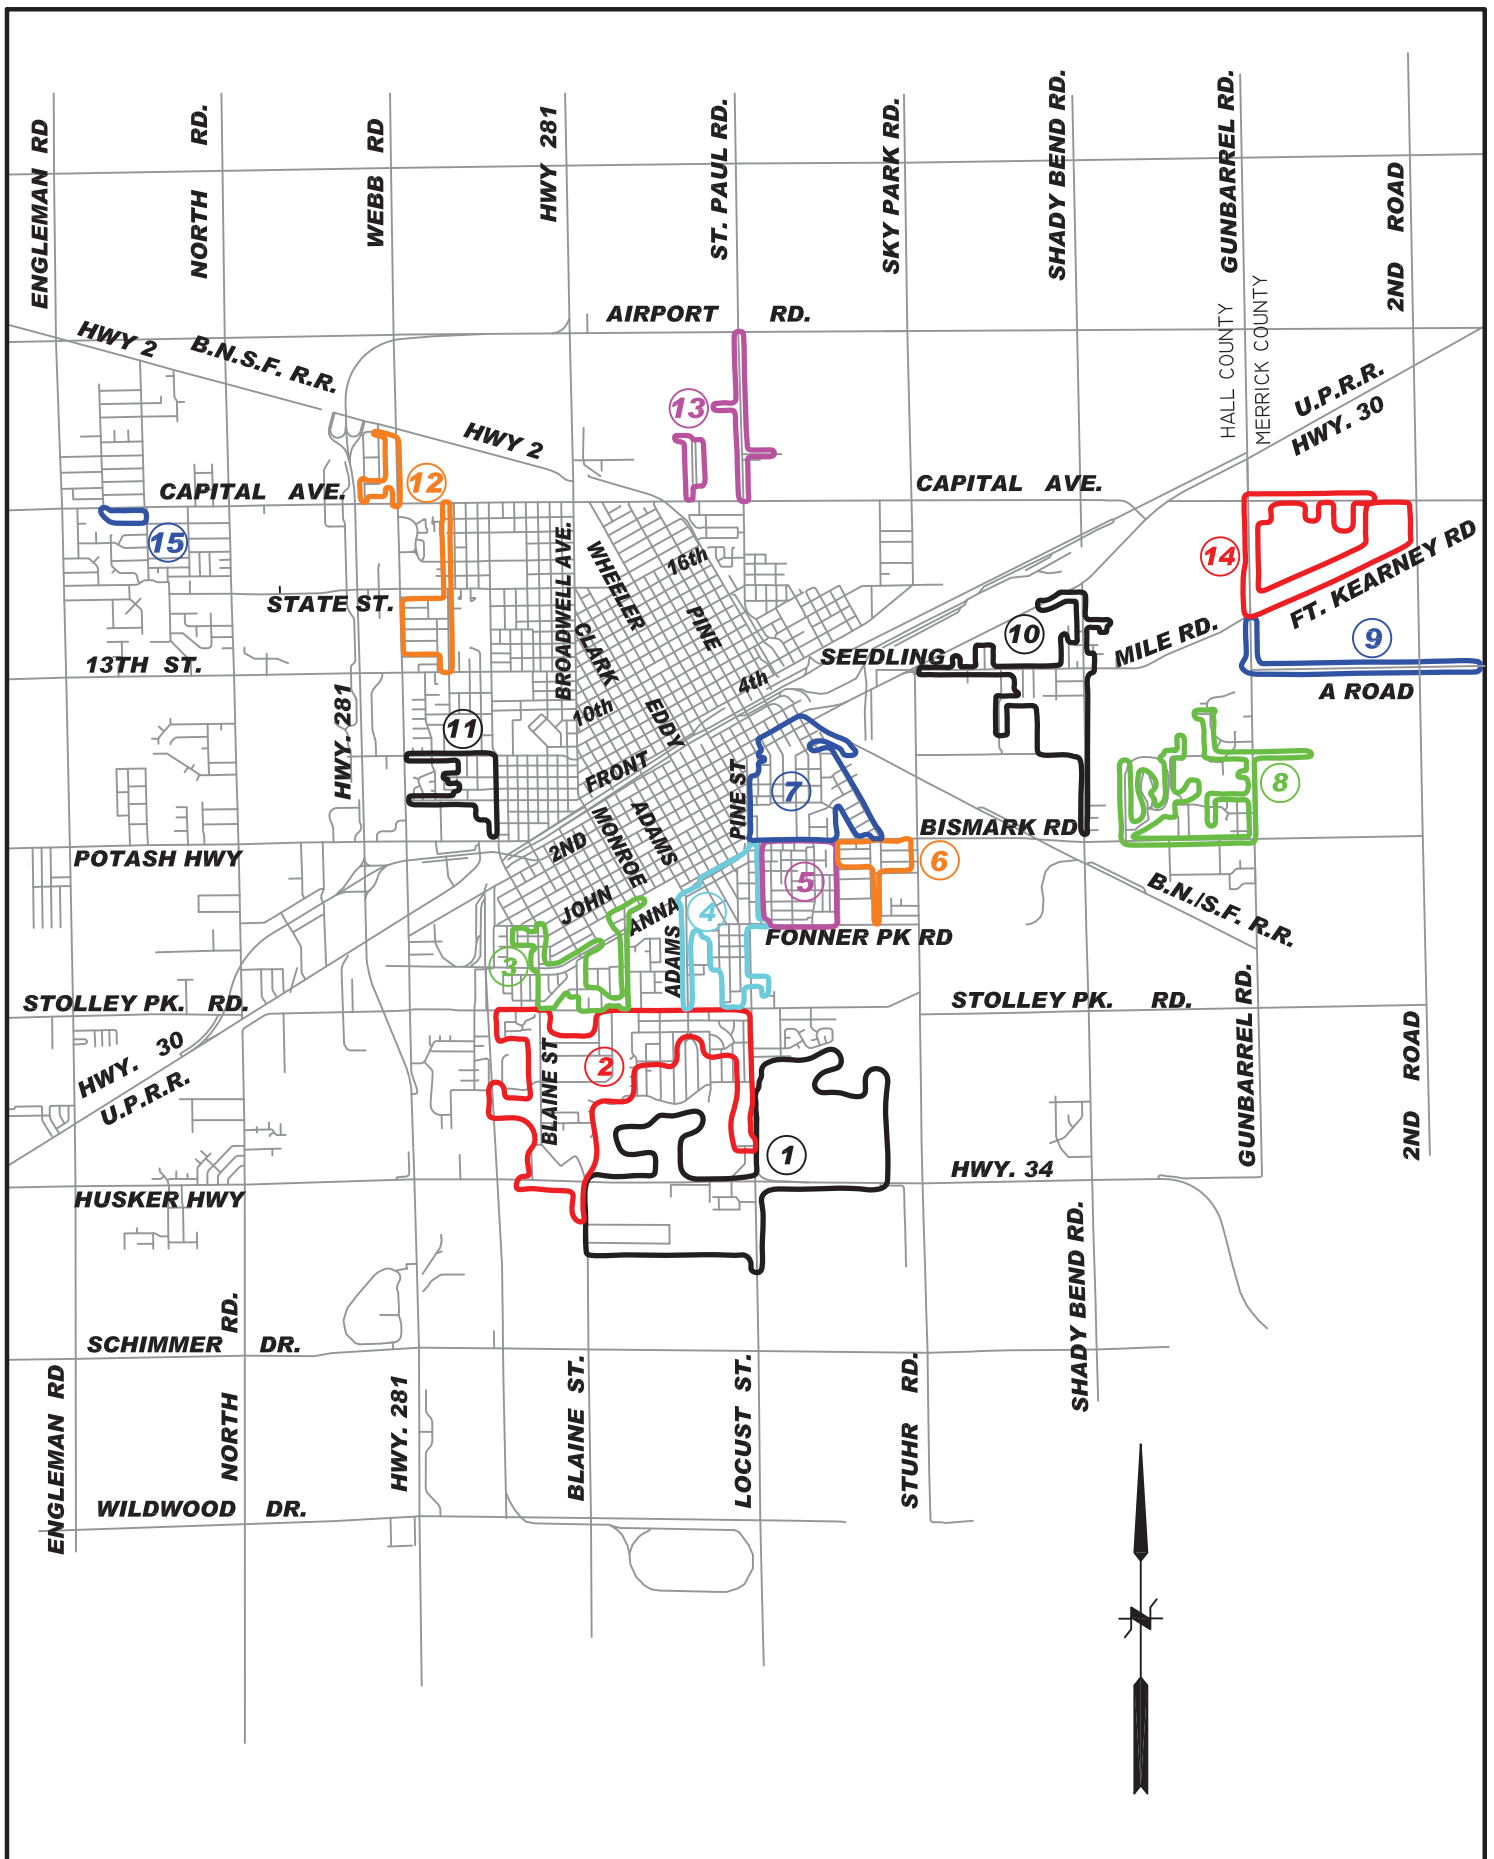 ENGLEMAN RD
NORTH RD.
WEBB RD
HWY 281
ST. PAUL RD.
SKY PARK RD.
SHADY BEND RD.
GUNBARREL RD.
2ND ROAD
HALL COUNTY
MERRICK COUNTY
AIRPORT RD.
HWY 2
B.N.S.F. R.R.
HWY 2
U.P.R.R.
HWY. 30
13
12
CAPITAL AVE.
CAPITAL AVE.
15
14
FT. KEARNEY RD
BROADWELL AVE.
WHEELER
16th
PINE
CLARK
STATE ST.
10
MILE RD.
9
SEEDLING
13TH ST.
4th
A ROAD
HWY. 281
11
10th
EDDY
FRONT
PINE ST
7
8
ADAMS
MONROE
2ND
BISMARK RD
POTASH HWY
6
5
JOHN
ANNA
4
B.N./S.F. R.R.
FONNER PK RD
ADAMS
3
STOLLEY PK. RD.
STOLLEY PK. RD.
GUNBARREL RD.
2ND ROAD
HWY. 30
U.P.R.R.
2
BLAINE ST
1
HWY. 34
HUSKER HWY
SHADY BEND RD.
SCHIMMER DR.
ENGLEMAN RD
NORTH RD.
HWY. 281
BLAINE ST.
LOCUST ST.
STUHR RD.
WILDWOOD DR.
N